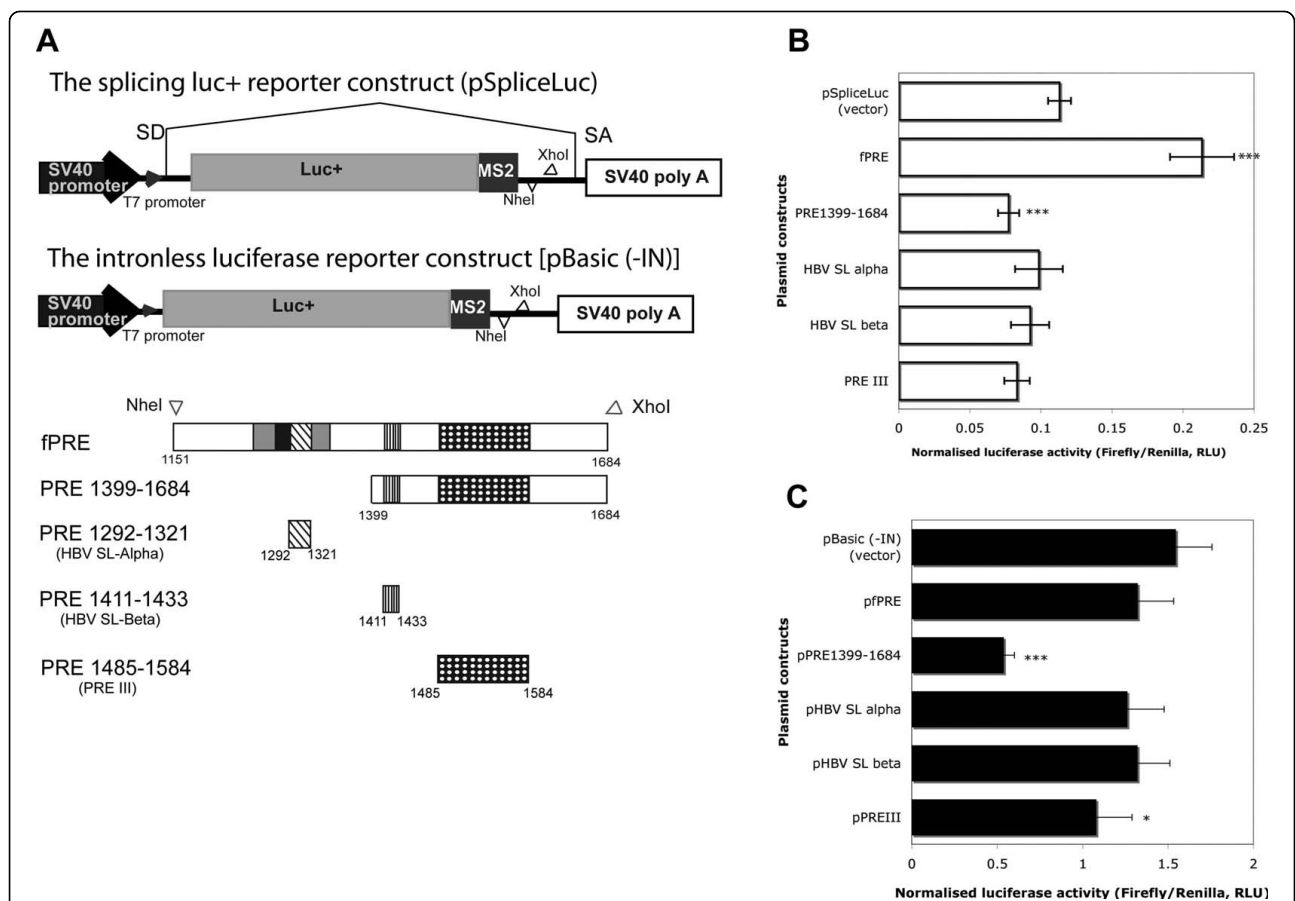 A
The splicing luc+ reporter construct (pSpliceLuc)
SD
SA
SV40
promoter
T7 promoter
Luc+
MS2
NheI
XhoI
SV40 poly A
The intronless luciferase reporter construct [pBasic (-IN)]
SV40
promoter
T7 promoter
Luc+
MS2
NheI
XhoI
SV40 poly A
NheI
XhoI
fPRE
1151
1684
PRE 1399-1684
1399
1684
PRE 1292-1321
(HBV SL-Alpha)
1292
1321
PRE 1411-1433
(HBV SL-Beta)
1411
1433
PRE 1485-1584
(PRE III)
1485
1584
B
Plasmid constructs
pSpliceLuc
(vector)
fPRE
***
PRE1399-1684
***
HBV SL alpha
HBV SL beta
PRE III
0
0.05
0.1
0.15
0.2
0.25
Normalised luciferase activity (Firefly/Renilla, RLU)
C
Plasmid contructs
pBasic (-IN)
(vector)
pfPRE
pPRE1399-1684
***
pHBV SL alpha
pHBV SL beta
pPREIII
*
0
0.5
1
1.5
2
Normalised luciferase activity (Firefly/Renilla, RLU)